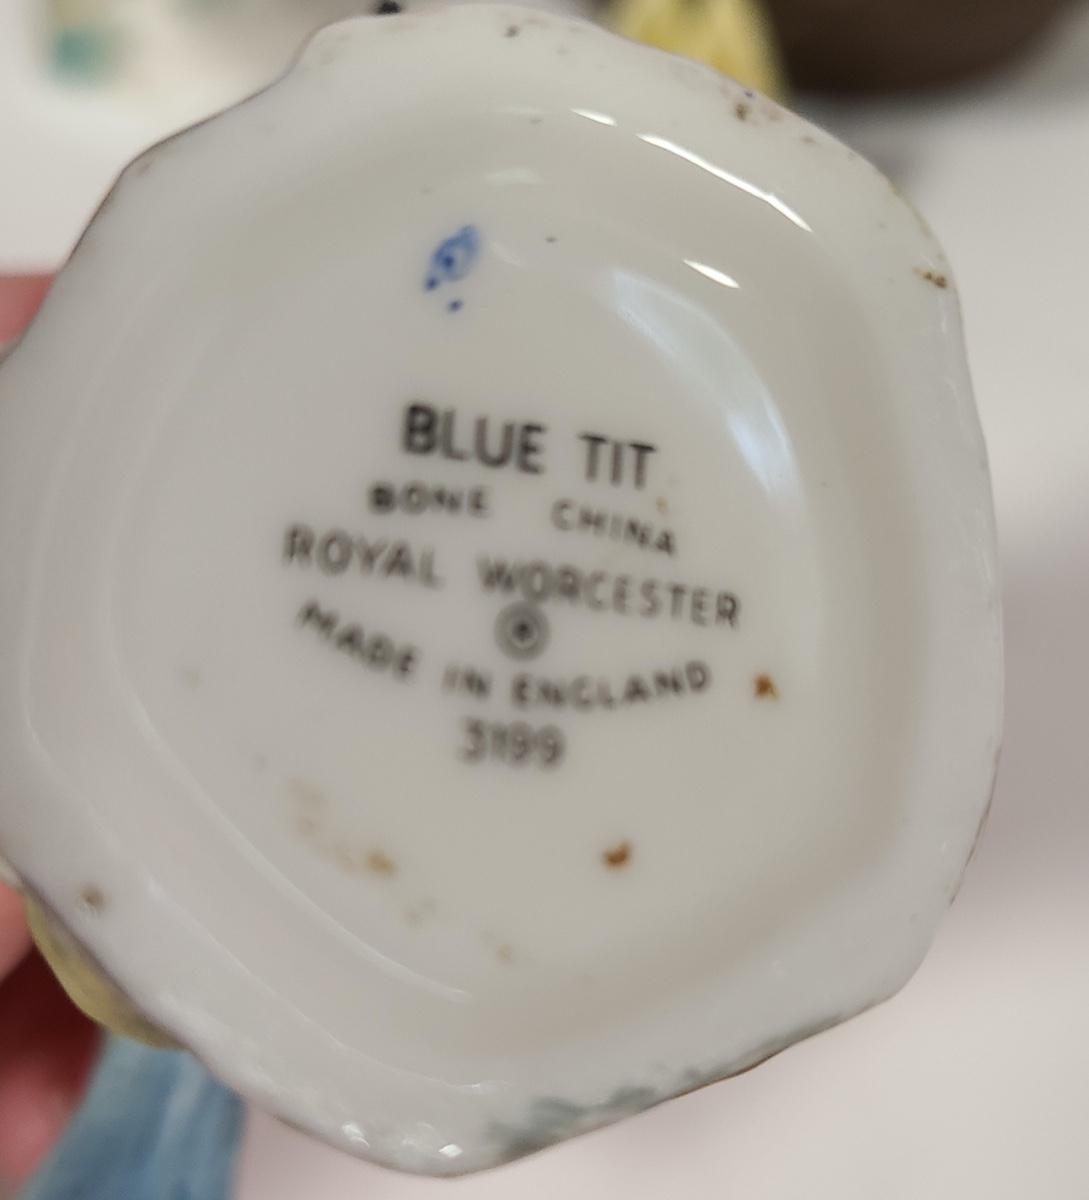 BLUE TIT
BONE CHINA
ROYAL WORCESTER
R
MADE IN ENGLAND
3199